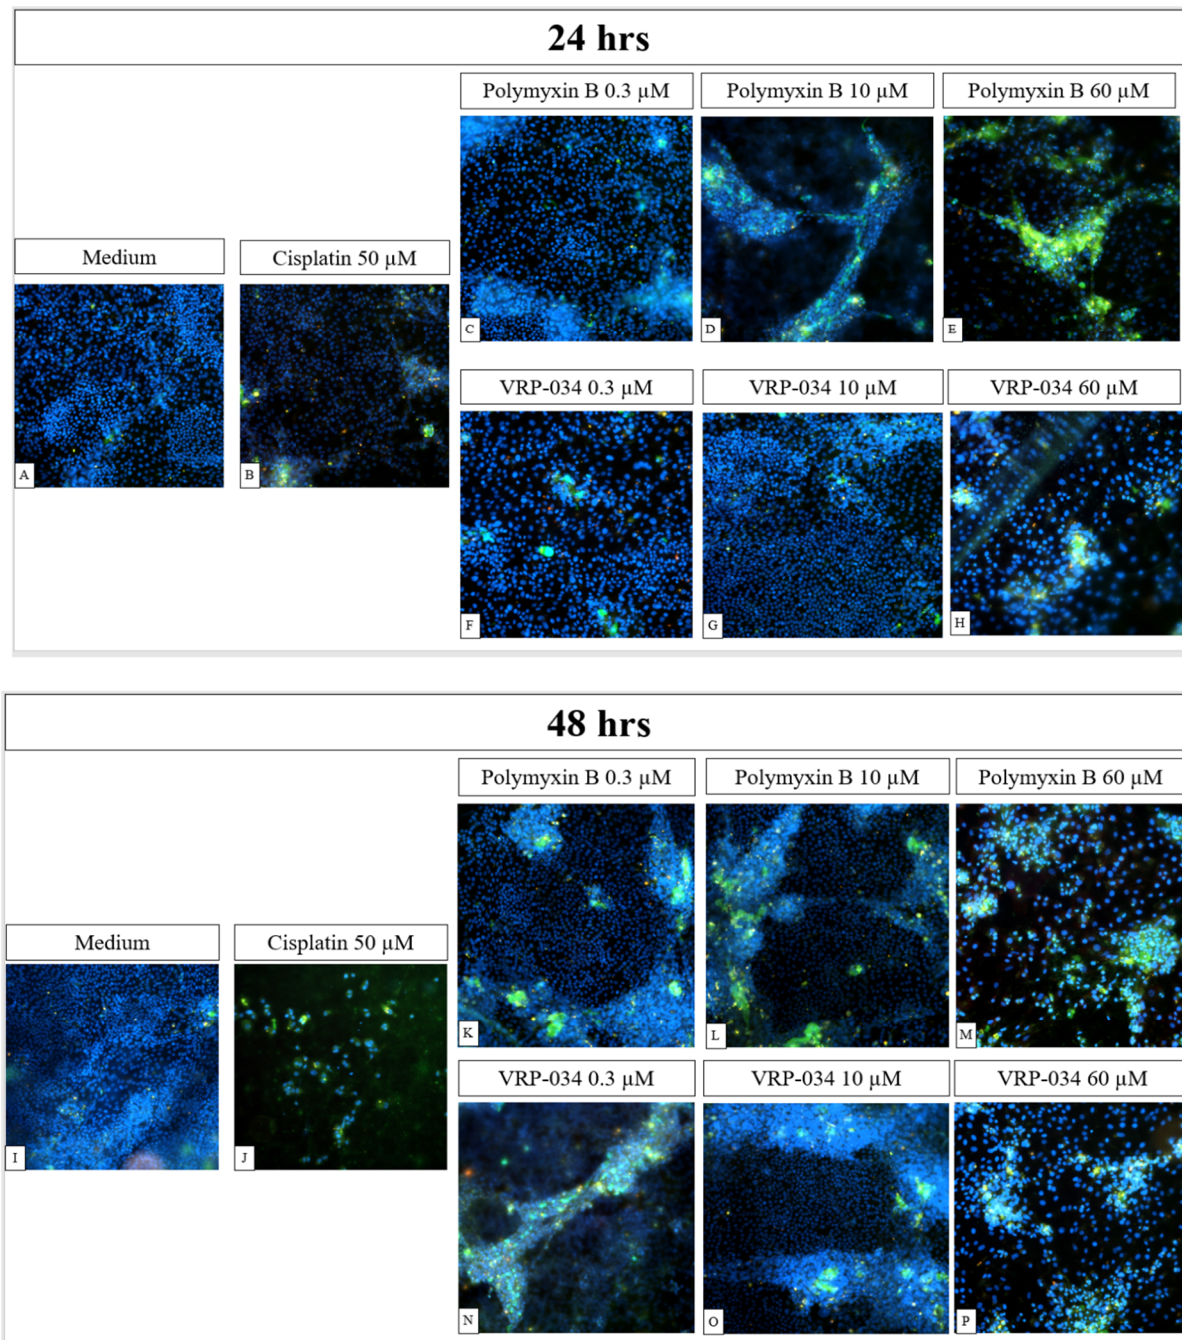 24 hrs
Polymyxin B 0.3 µM
Polymyxin B 10 µM
Polymyxin B 60 µM
Medium
Cisplatin 50 µM
A
B
C
D
E
VRP-034 0.3 µM
VRP-034 10 µM
VRP-034 60 µM
F
G
H
48 hrs
Polymyxin B 0.3 µM
Polymyxin B 10 µM
Polymyxin B 60 µM
Medium
Cisplatin 50 µM
I
J
K
L
M
VRP-034 0.3 µM
VRP-034 10 µM
VRP-034 60 µM
N
O
P